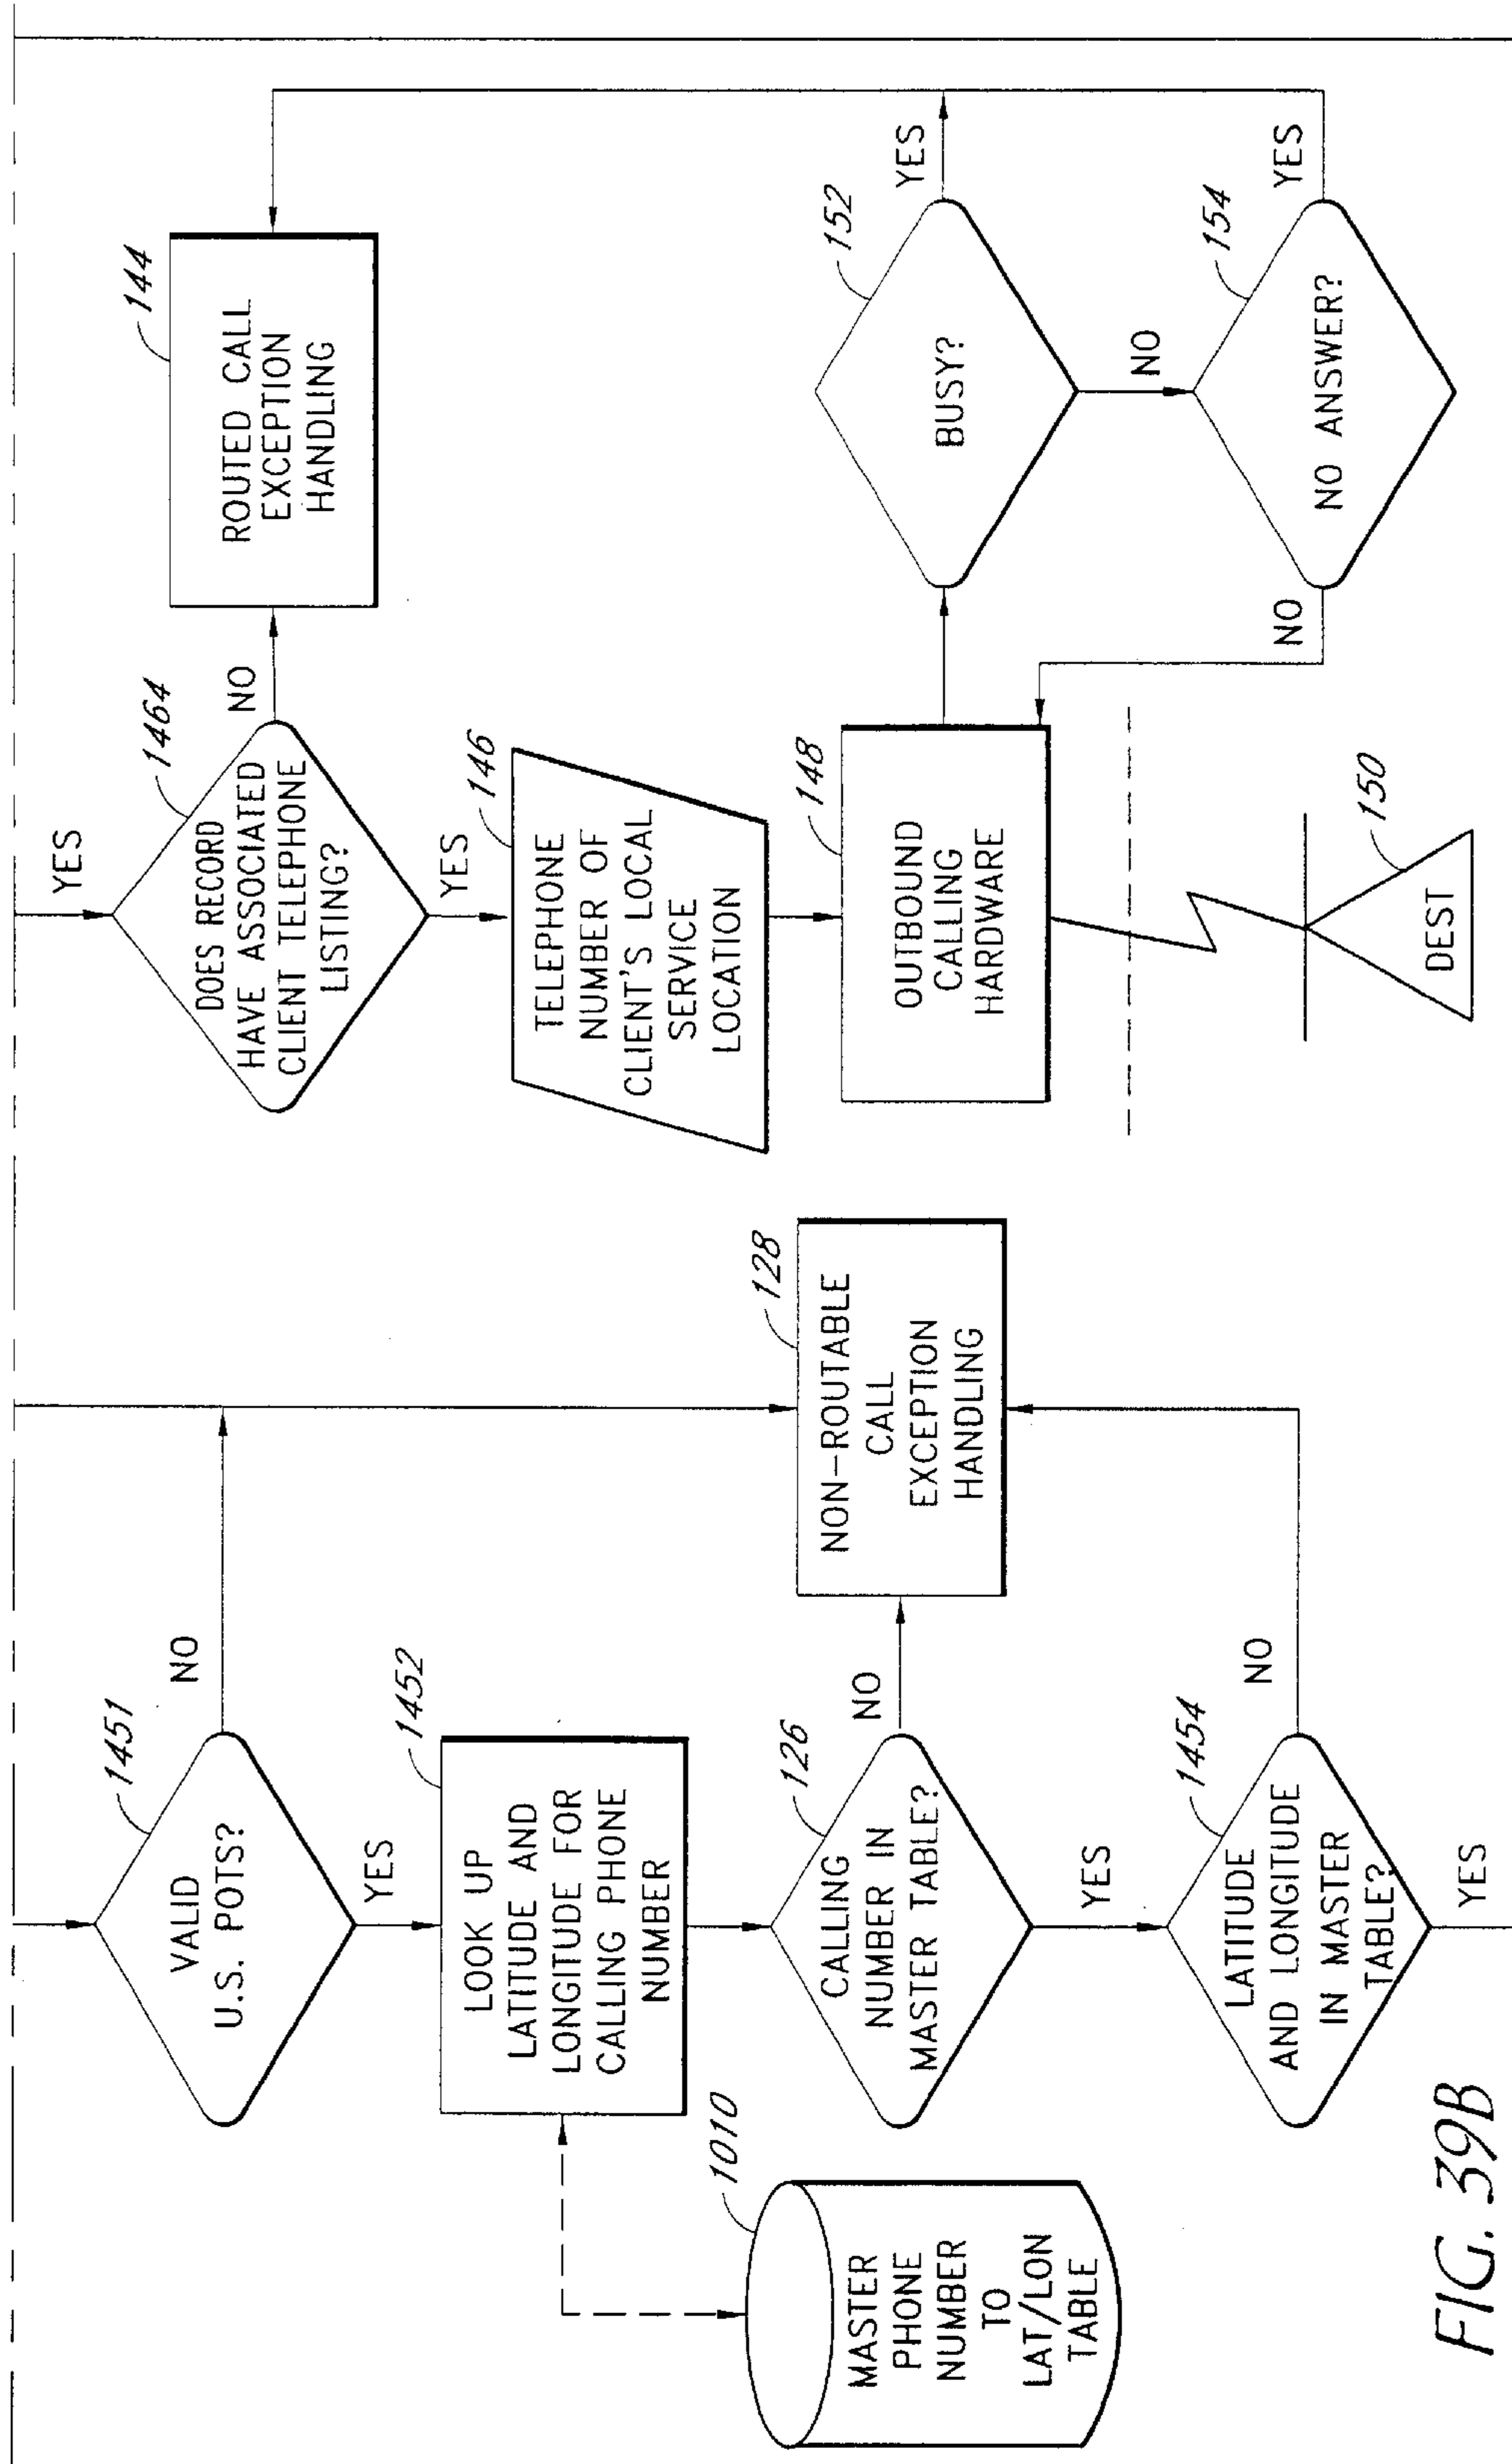 VALID
U.S. POTS?
1451
NO
YES
LOOK UP
LATITUDE AND
LONGITUDE FOR
CALLING PHONE
NUMBER
1452
MASTER
PHONE
NUMBER
TO
LAT/LON
TABLE
1010
CALLING
NUMBER IN
MASTER TABLE?
126
NO
YES
NON-ROUTABLE
CALL
EXCEPTION
HANDLING
128
LATITUDE
AND LONGITUDE
IN MASTER
TABLE?
1454
NO
YES
YES
DOES RECORD
HAVE ASSOCIATED
CLIENT TELEPHONE
LISTING?
1464
NO
YES
ROUTED CALL
EXCEPTION
HANDLING
144
TELEPHONE
NUMBER OF
CLIENT'S LOCAL
SERVICE
LOCATION
146
OUTBOUND
CALLING
HARDWARE
148
BUSY?
152
YES
NO
NO ANSWER?
154
YES
NO
DEST
150
FIG. 39B